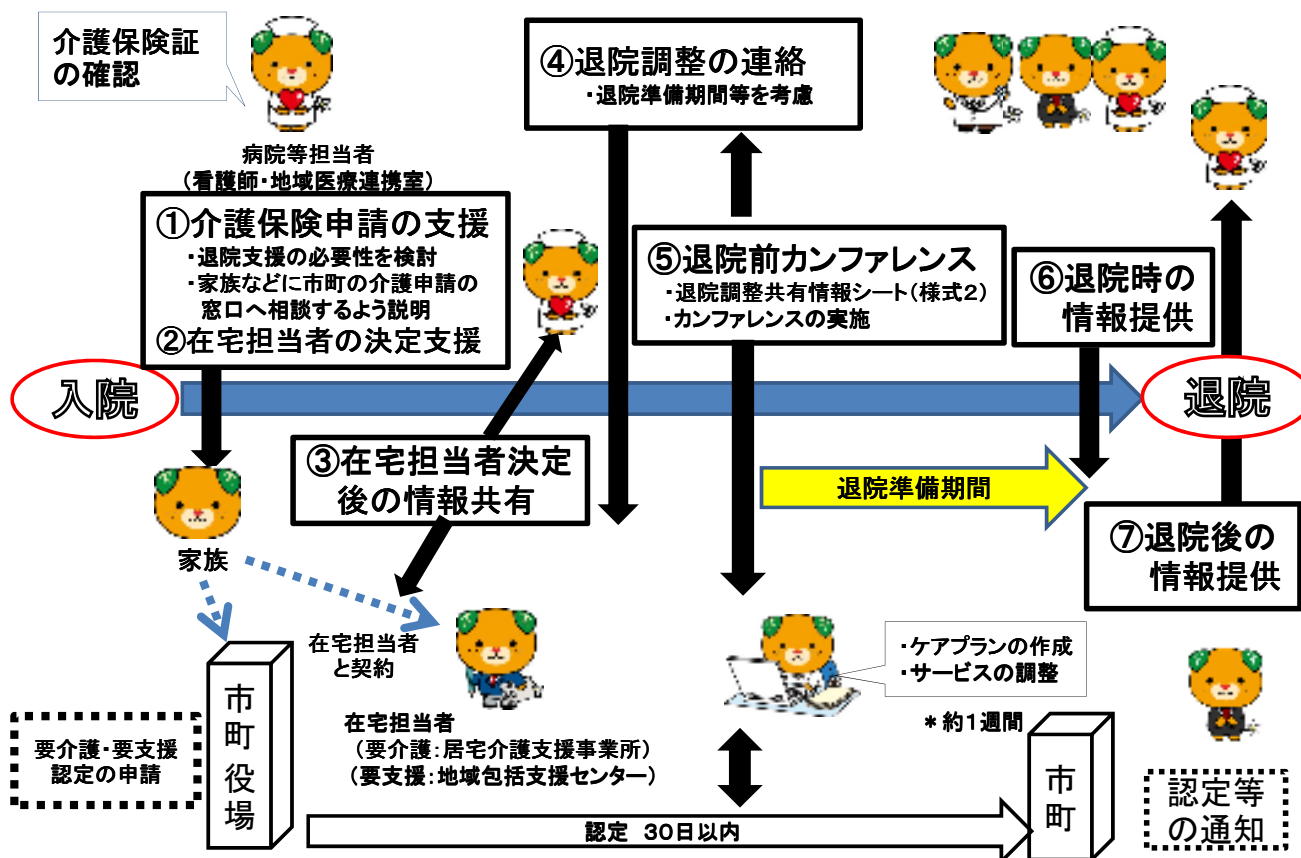 介護保険証
の確認
病院等担当者
（看護師・地域医療連携室）
①介護保険申請の支援
・退院支援の必要性を検討
・家族などに市町の介護申請の
窓口へ相談するよう説明
②在宅担当者の決定支援
④退院調整の連絡
・退院準備期間等を考慮
⑤退院前カンファレンス
・退院調整共有情報シート（様式２）
・カンファレンスの実施
⑥退院時の
情報提供
入院
退院
③在宅担当者決定
後の情報共有
退院準備期間
⑦退院後の
情報提供
家族
在宅担当者
と契約
・ケアプランの作成
・サービスの調整
＊約１週間
在宅担当者
（要介護：居宅介護支援事業所）
（要支援：地域包括支援センター）
要介護・要支援
認定の申請
市町役場
認定　３０日以内
市町
認定等
の通知